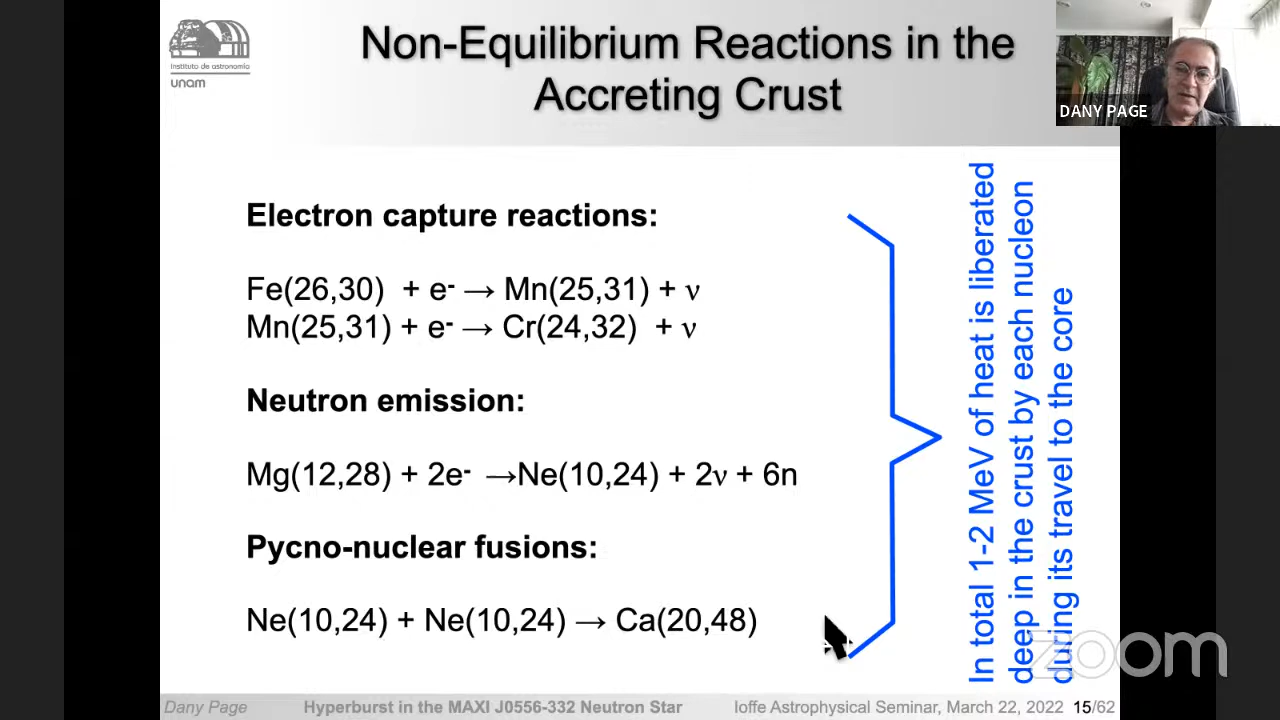 Instituto de astronomía
unam
Non-Equilibrium Reactions in the
Accreting Crust
DANY PAGE
Electron capture reactions:
Fe(26,30) + e- → Mn(25,31) + ν
Mn(25,31) + e- → Cr(24,32) + ν
Neutron emission:
Mg(12,28) + 2e- →Ne(10,24) + 2ν + 6n
Pycno-nuclear fusions:
Ne(10,24) + Ne(10,24) → Ca(20,48)
In total 1-2 MeV of heat is liberated
deep in the crust by each nucleon
during its travel to the core
zoom
Dany Page
Hyperburst in the MAXI J0556-332 Neutron Star
Ioffe Astrophysical Seminar, March 22, 2022
15/62